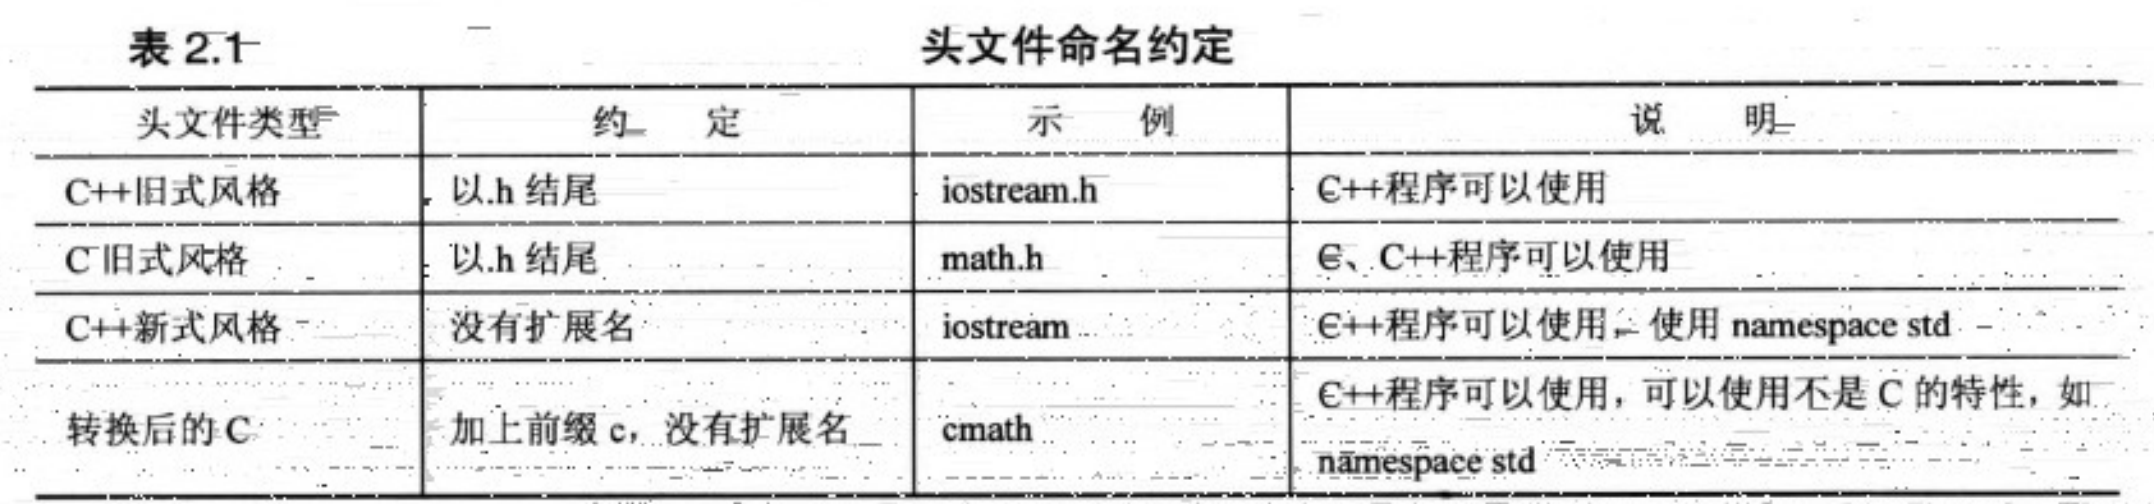 表 2.1 头文件命名约定
头文件类型 约定 示例 说明
C++旧式风格 以.h 结尾 iostream.h C++程序可以使用
C 旧式风格 以.h 结尾 math.h C、C++程序可以使用
C++新式风格 没有扩展名 iostream C++程序可以使用，使用 namespace std
转换后的 C 加上前缀 c，没有扩展名 cmath C++程序可以使用，可以使用不是 C 的特性，如
namespace std